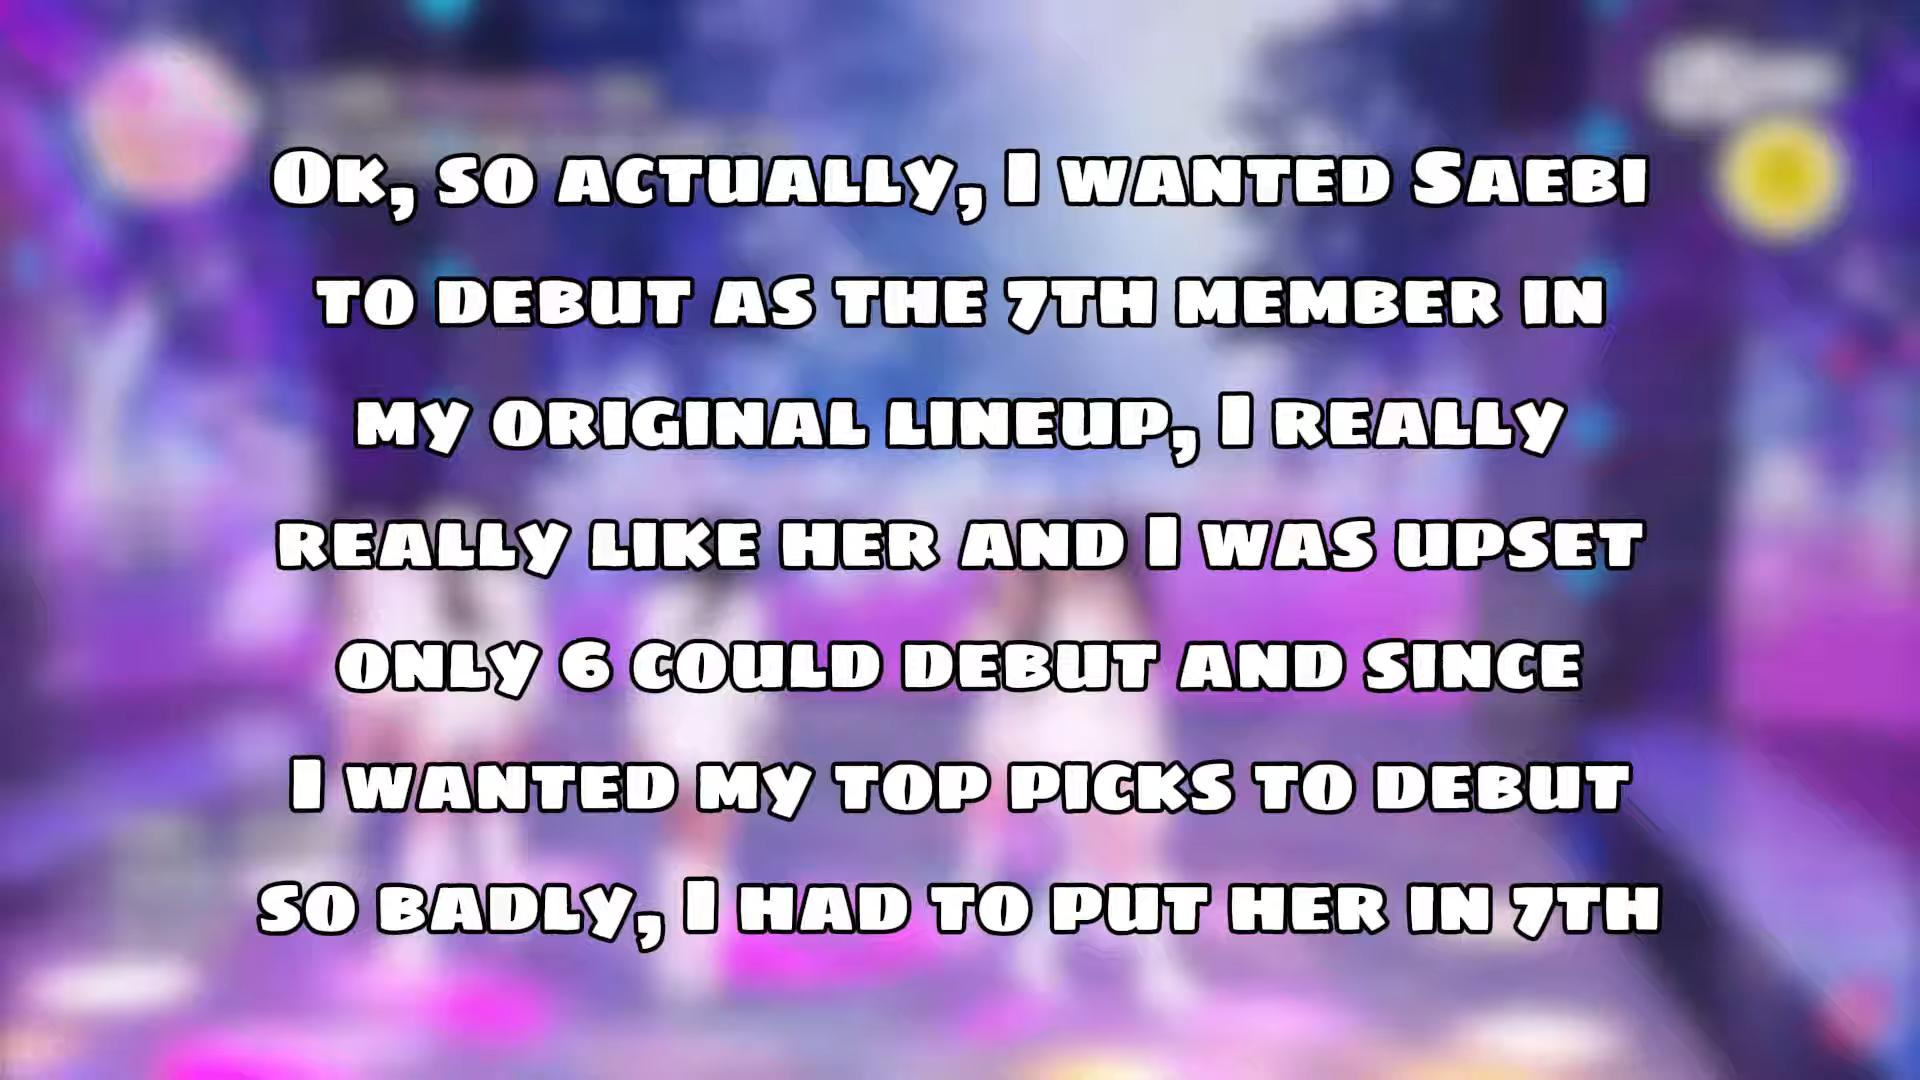 Ok, so actually, I wanted Saebi
to debut as the 7th member in
my original lineup, I really
really like her and I was upset
only 6 could debut and since
I wanted my top picks to debut
so badly, I had to put her in 7th